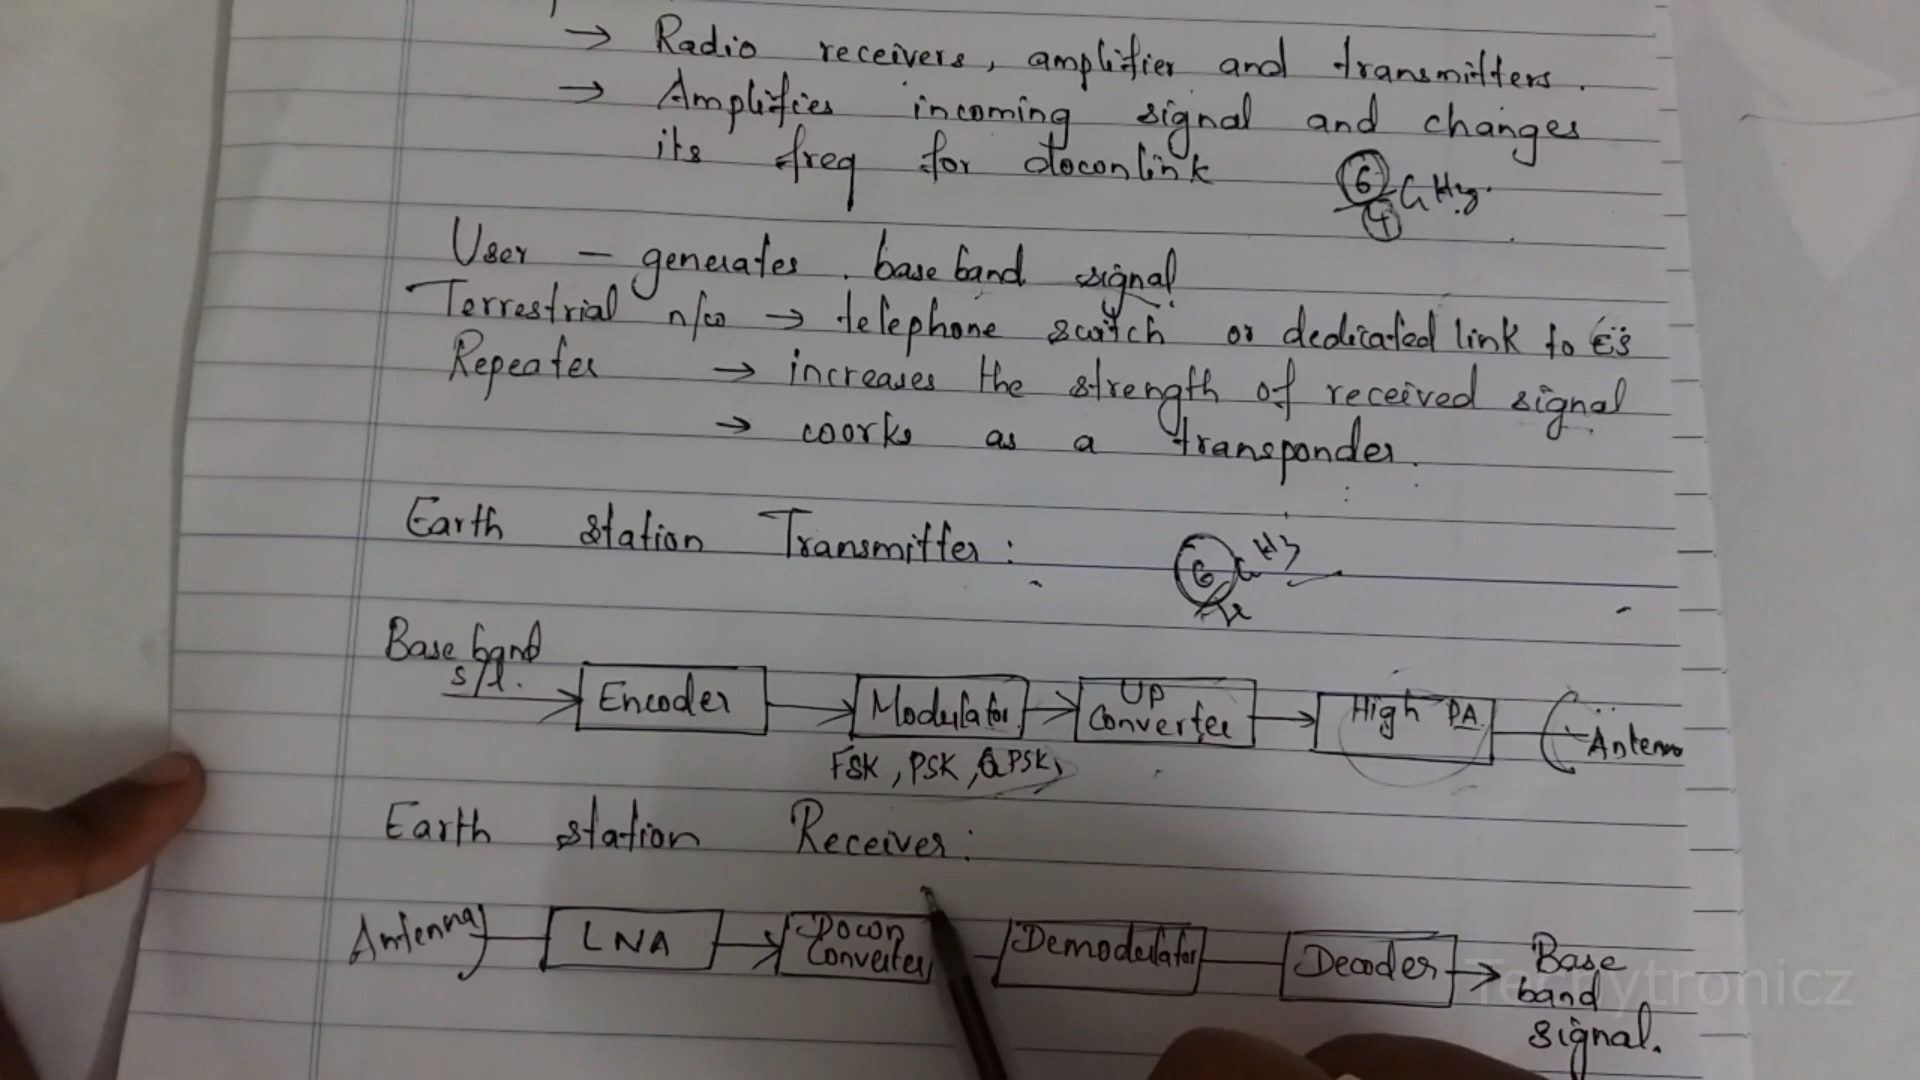 → Radio receivers, amplifier and transmitters.
→ Amplifies incoming signal and changes
its freq for downlink 6/4 GHz.
User – generates base band signal.
Terrestrial n/w → telephone switch or dedicated link to ES
Repeater → increases the strength of received signal
→ works as a transponder.
Earth station Transmitter: 6 GHz
Base band
s/l.
Encoder Modulator UP Converter High PA Antenna
FSK, PSK, QPSK,
Earth station Receiver:
Antenna LNA Down Converter Demodulator Decoder → Base
band
signal.
Techytronicz